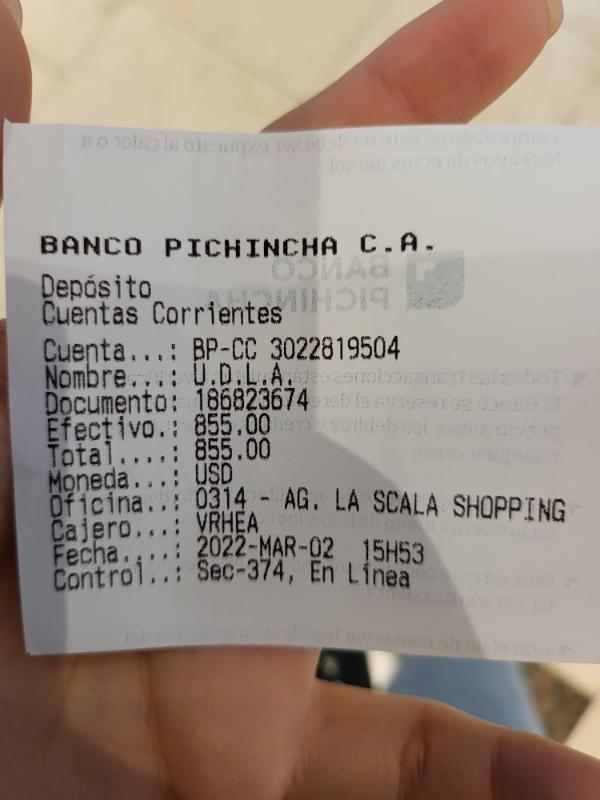 BANCO PICHINCHA C.A.
Depósito
Cuentas Corrientes
Cuenta...: BP-CC 3022819504
Nombre...: U.D.L.A.
Documento: 186823674
Efectivo.: 855.00
Total....: 855.00
Moneda...: USD
Oficina..: 0314 - AG. LA SCALA SHOPPING
Cajero...: VRHEA
Fecha....: 2022-MAR-02 15H53
Control..: Sec-374, En Línea